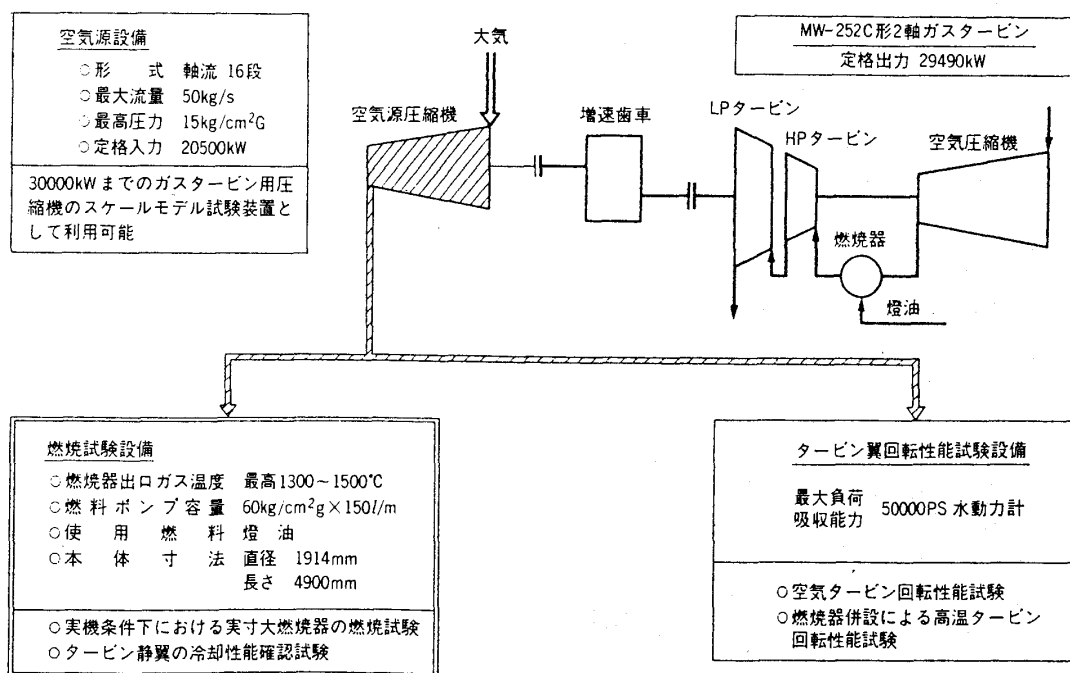 空気源設備
○形 式 軸流 16段
○最大流量 50kg/s
○最高圧力 15kg/cm²G
○定格入力 20500kW
30000kWまでのガスタービン用圧
縮機のスケールモデル試験装置と
して利用可能
大気
空気源圧縮機
増速歯車
MW-252C形2軸ガスタービン
定格出力 29490kW
LPタービン
HPタービン
空気圧縮機
燃焼器
燈油
燃焼試験設備
○燃焼器出口ガス温度 最高1300~1500℃
○燃料ポンプ容量 60kg/cm²g×150l/m
○使用燃料 燈油
○本体寸法 直径 1914mm
長さ 4900mm
○実機条件下における実寸大燃焼器の燃焼試験
○タービン静翼の冷却性能確認試験
タービン翼回転性能試験設備
最大負荷
吸収能力 50000PS 水動力計
○空気タービン回転性能試験
○燃焼器併設による高温タービン
回転性能試験